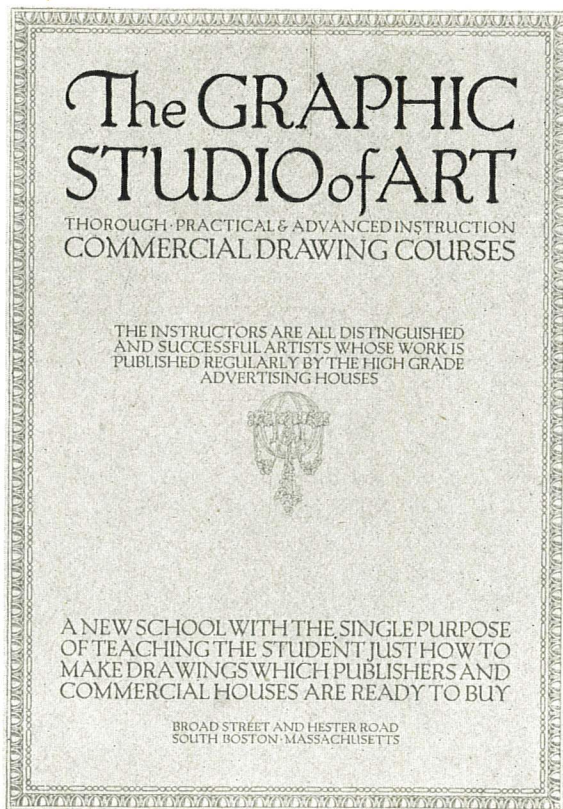 The GRAPHIC
STUDIO of ART
THOROUGH · PRACTICAL & ADVANCED INSTRUCTION
COMMERCIAL DRAWING COURSES
THE INSTRUCTORS ARE ALL DISTINGUISHED
AND SUCCESSFUL ARTISTS WHOSE WORK IS
PUBLISHED REGULARLY BY THE HIGH GRADE
ADVERTISING HOUSES
A NEW SCHOOL WITH THE SINGLE PURPOSE
OF TEACHING THE STUDENT JUST HOW TO
MAKE DRAWINGS WHICH PUBLISHERS AND
COMMERCIAL HOUSES ARE READY TO BUY
BROAD STREET AND HESTER ROAD
SOUTH BOSTON · MASSACHUSETTS